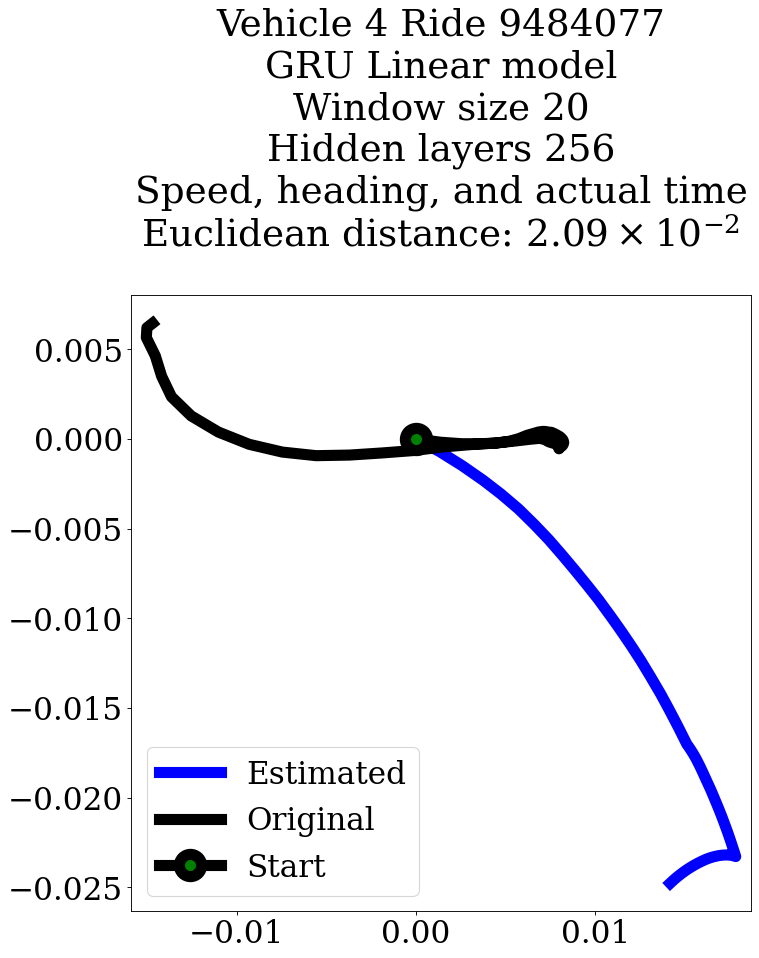 Vehicle 4 Ride 9484077
GRU Linear model
Window size 20
Hidden layers 256
Speed, heading, and actual time
Euclidean distance: 2.09 × 10⁻²
0.005
0.000
−0.005
−0.010
−0.015
−0.020
−0.025
Estimated
Original
Start
−0.01
0.00
0.01